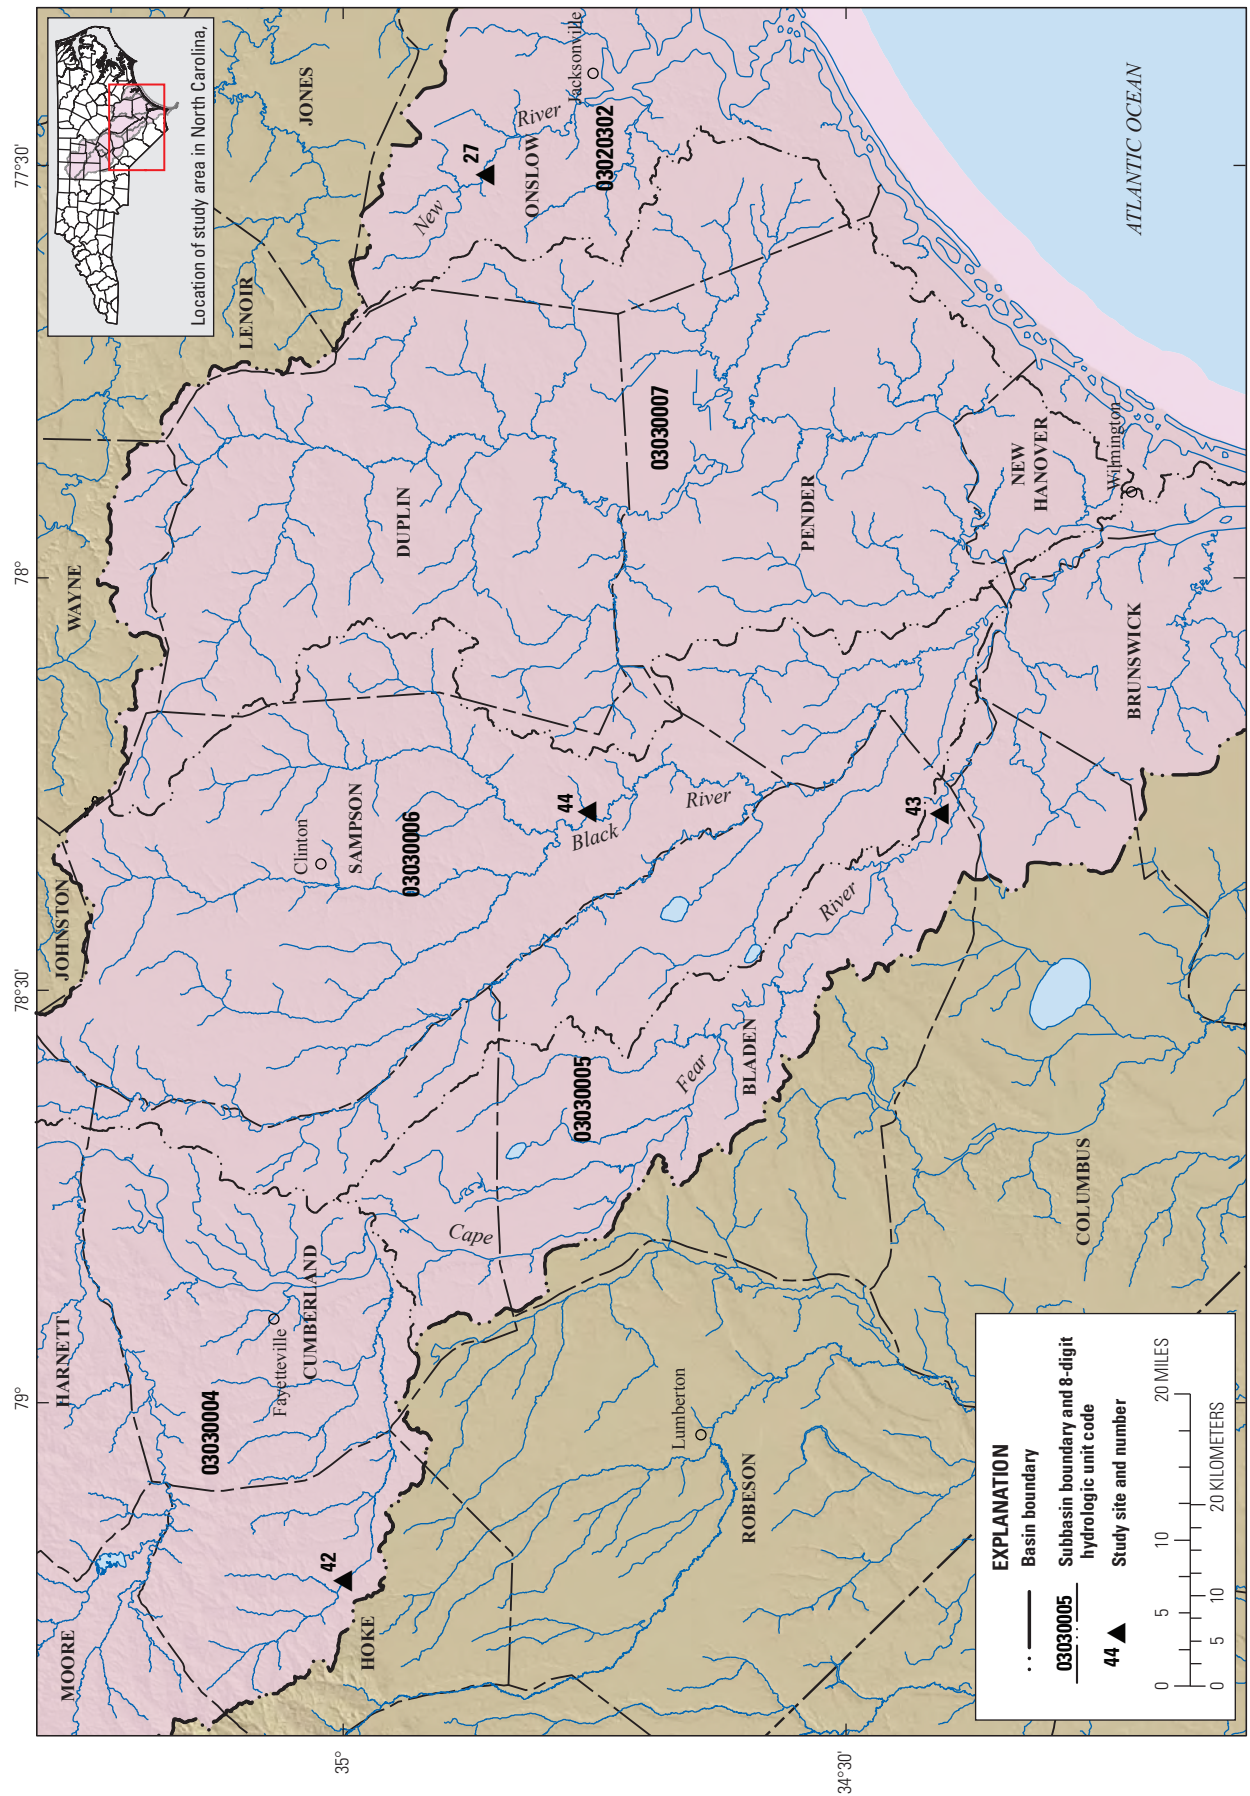 79°
78°30'
78°
77°30'
35°
34°30'
MOORE
HARNETT
JOHNSTON
WAYNE
LENOIR
JONES
Location of study area in North Carolina,
03030004
Fayetteville
CUMBERLAND
42
HOKE
Clinton
SAMPSON
03030006
DUPLIN
New
River
27
ONSLOW
Jacksonville
03020302
Cape
Fear
River
03030005
BLADEN
44
Black
River
03030007
PENDER
43
NEW
HANOVER
Wilmington
BRUNSWICK
Lumberton
ROBESON
COLUMBUS
ATLANTIC OCEAN
EXPLANATION
Basin boundary
03030005 Subbasin boundary and 8-digit
hydrologic unit code
44 Study site and number
0 5 10 20 MILES
0 5 10 20 KILOMETERS